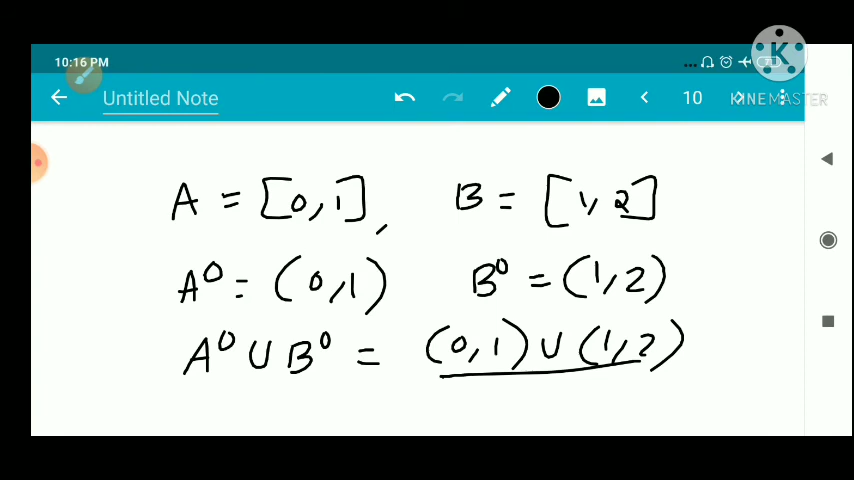 10:16 PM
Untitled Note
10
KINEMASTER
A = [0, 1], B = [1, 2]
A⁰ = (0, 1) B⁰ = (1, 2)
A⁰ ∪ B⁰ = (0, 1) ∪ (1, 2)